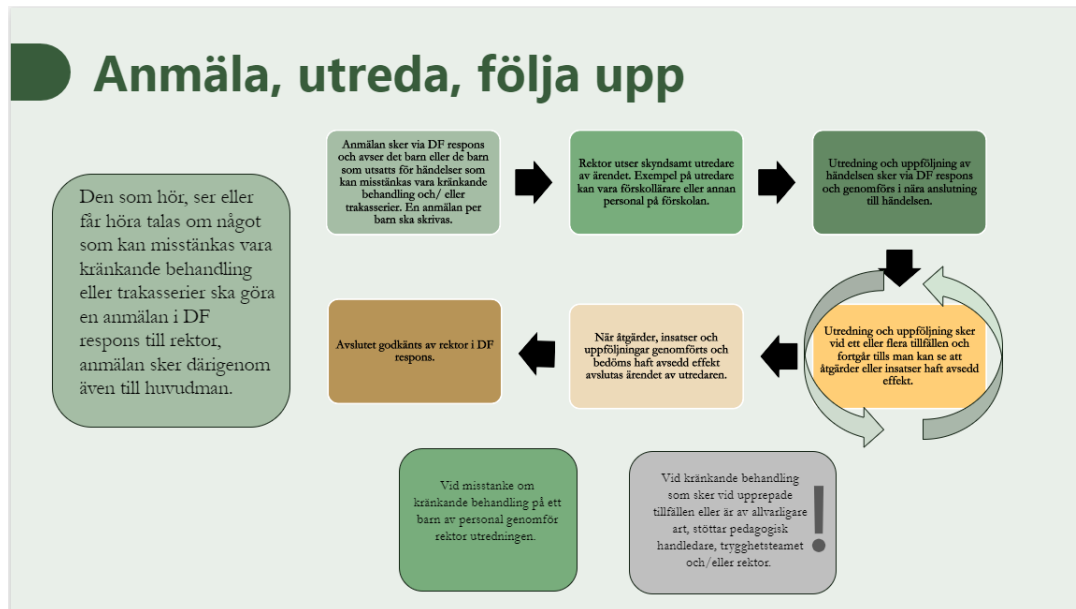 Anmäla, utreda, följa upp
Den som hör, ser eller
får höra talas om något
som kan misstänkas vara
kränkande behandling
eller trakasserier ska göra
en anmälan i DF
respons till rektor,
anmälan sker därigenom
även till huvudman.
Anmälan sker via DF respons
och avser det barn eller de barn
som utsatts för händelser som
kan misstänkas vara kränkande
behandling och/ eller
trakasserier. En anmälan per
barn ska skrivas.
Rektor utser skyndsamt utredare
av ärendet. Exempel på utredare
kan vara förskollärare eller annan
personal på förskolan.
Utredning och uppföljning av
händelsen sker via DF respons
och genomförs i nära anslutning
till händelsen.
Utredning och uppföljning sker
vid ett eller flera tillfällen och
fortgår tills man kan se att
åtgärder eller insatser haft avsedd
effekt.
När åtgärder, insatser och
uppföljningar genomförts och
bedöms haft avsedd effekt
avslutas ärendet av utredaren.
Avslutet godkänts av rektor i DF
respons.
Vid misstanke om
kränkande behandling på ett
barn av personal genomför
rektor utredningen.
Vid kränkande behandling
som sker vid upprepade
tillfällen eller är av allvarligare
art, stöttar pedagogisk
handledare, trygghetsteamet
och/eller rektor.
!